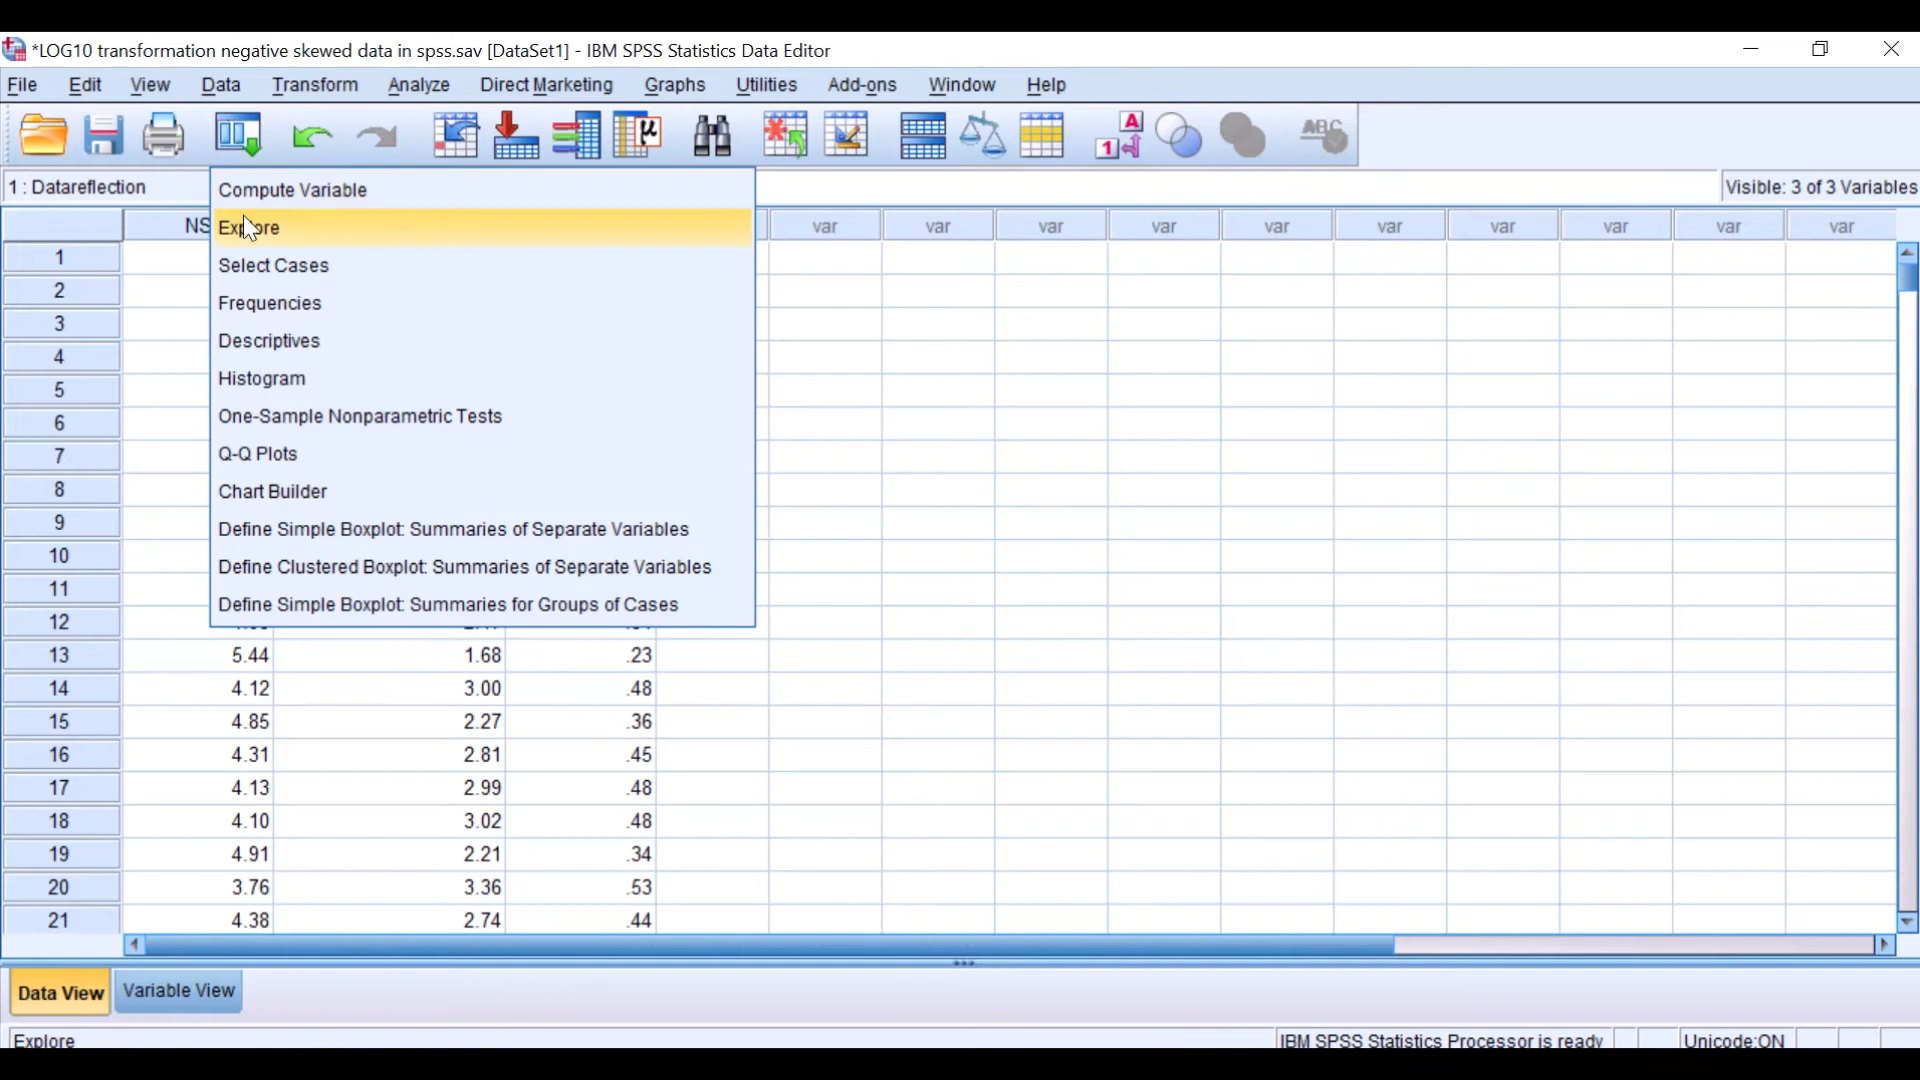 *LOG10 transformation negative skewed data in spss.sav [DataSet1] - IBM SPSS Statistics Data Editor
File Edit View Data Transform Analyze Direct Marketing Graphs Utilities Add-ons Window Help
1 : Datareflection Visible: 3 of 3 Variables
Compute Variable
Explore
Select Cases
Frequencies
Descriptives
Histogram
One-Sample Nonparametric Tests
Q-Q Plots
Chart Builder
Define Simple Boxplot: Summaries of Separate Variables
Define Clustered Boxplot: Summaries of Separate Variables
Define Simple Boxplot: Summaries for Groups of Cases
NS var var var var var var var var var var
1
2
3
4
5
6
7
8
9
10
11
12
13 5.44 1.68 .23
14 4.12 3.00 .48
15 4.85 2.27 .36
16 4.31 2.81 .45
17 4.13 2.99 .48
18 4.10 3.02 .48
19 4.91 2.21 .34
20 3.76 3.36 .53
21 4.38 2.74 .44
Data View Variable View
Explore IBM SPSS Statistics Processor is ready Unicode:ON